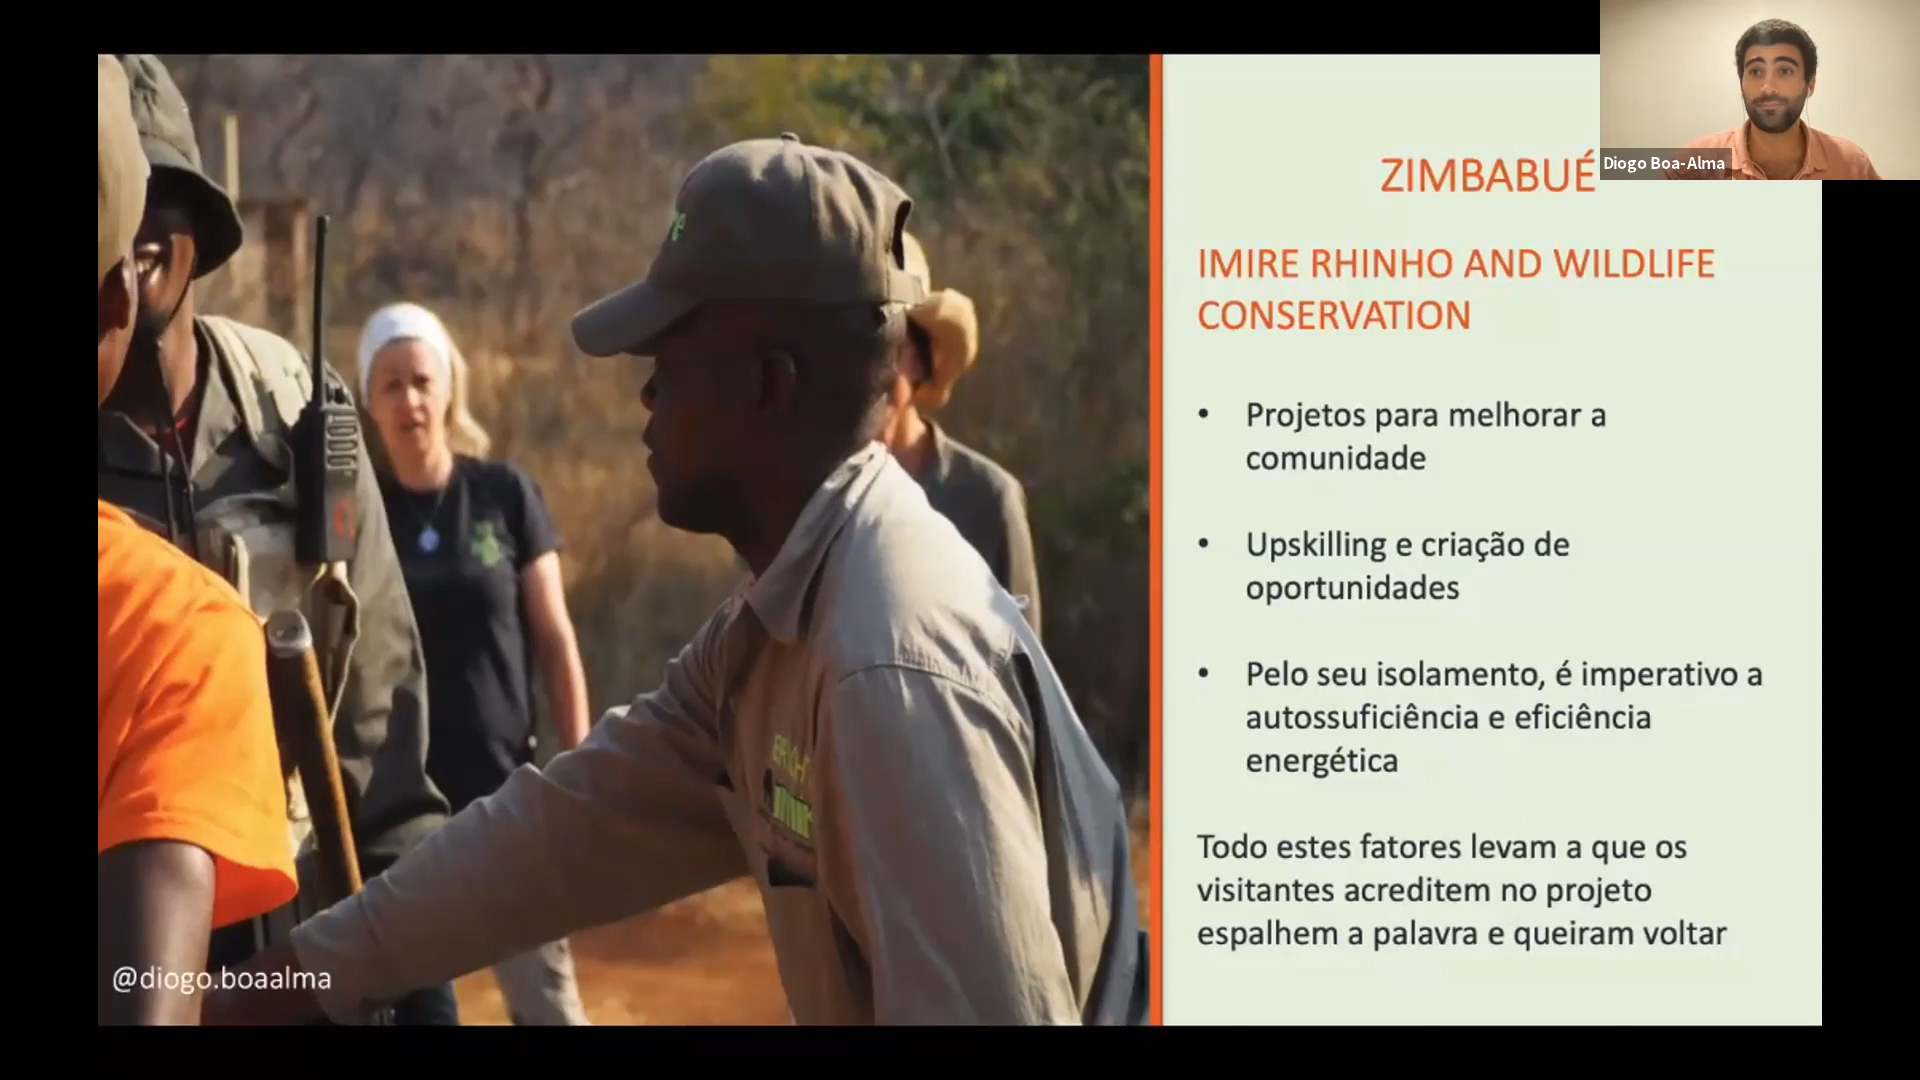 Diogo Boa-Alma
ZIMBABUÉ
IMIRE RHINHO AND WILDLIFE
CONSERVATION
• Projetos para melhorar a
comunidade
• Upskilling e criação de
oportunidades
• Pelo seu isolamento, é imperativo a
autossuficiência e eficiência
energética
Todo estes fatores levam a que os
visitantes acreditem no projeto
espalhem a palavra e queiram voltar
@diogo.boaalma